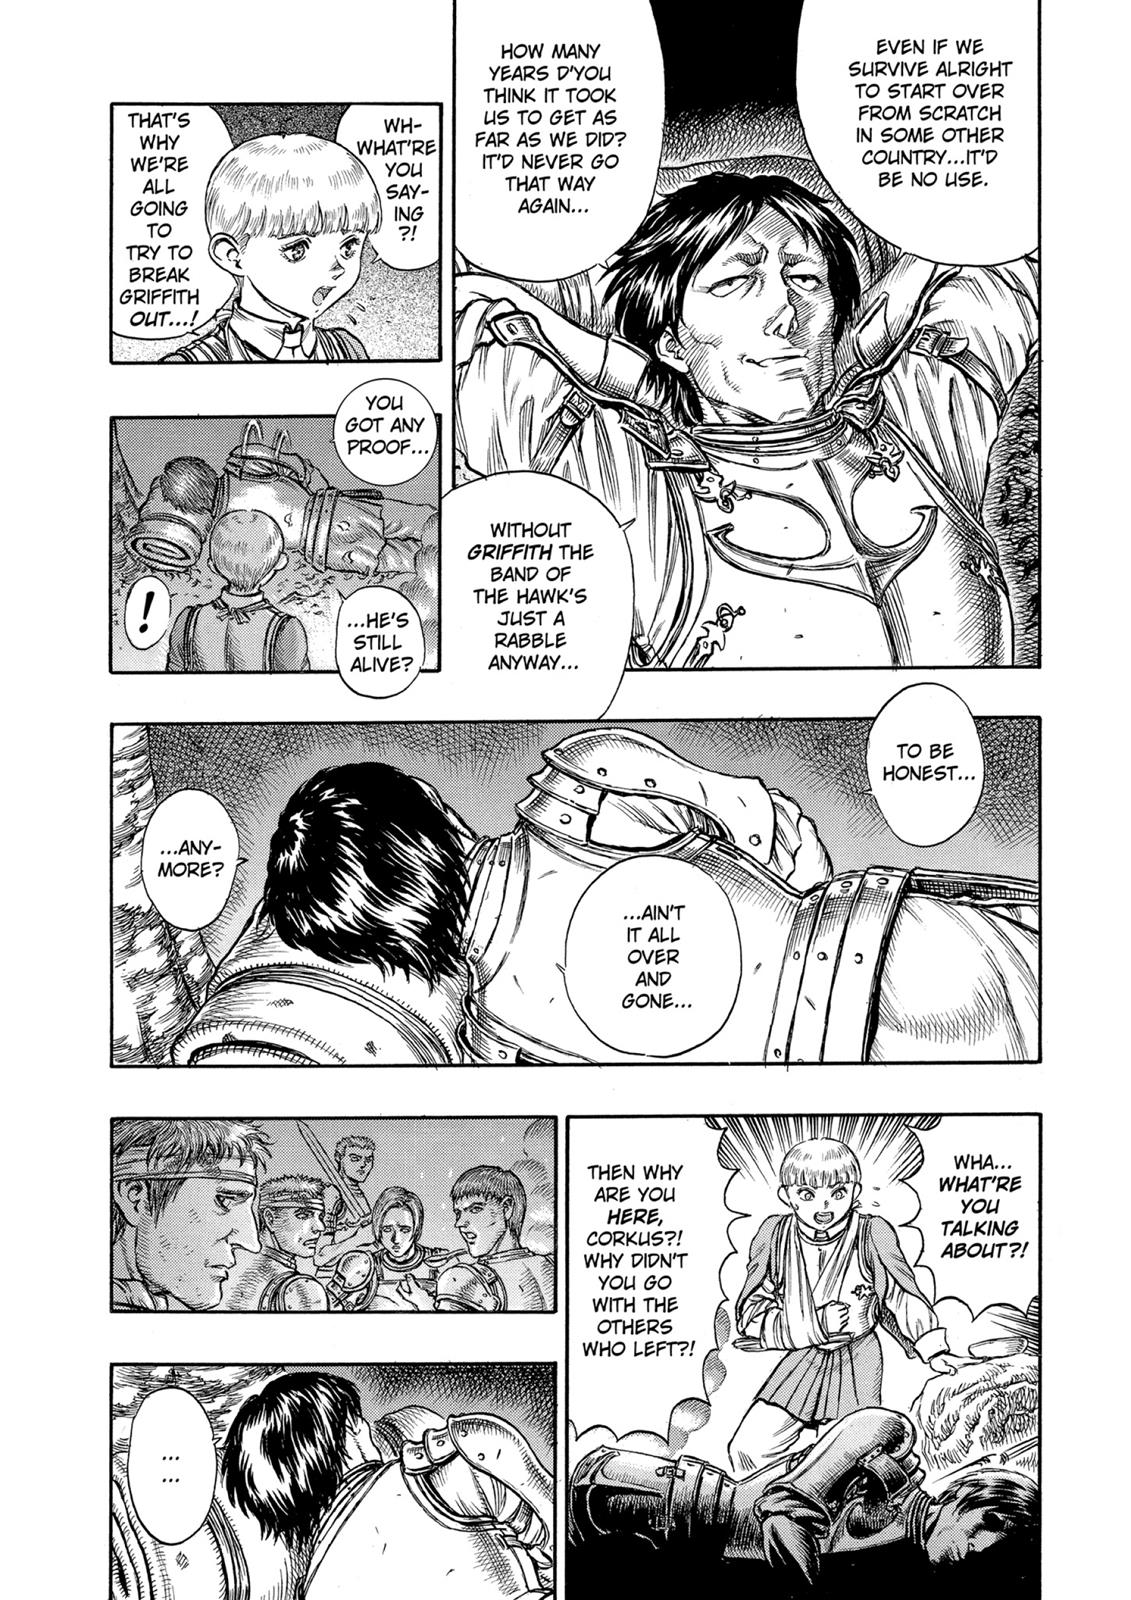 EVEN IF WE
SURVIVE ALRIGHT
TO START OVER
FROM SCRATCH
IN SOME OTHER
COUNTRY...IT'D
BE NO USE.
HOW MANY
YEARS D'YOU
THINK IT TOOK
US TO GET AS
FAR AS WE DID?
IT'D NEVER GO
THAT WAY
AGAIN...
WITHOUT
GRIFFITH THE
BAND OF
THE HAWK'S
JUST A
RABBLE
ANYWAY...
WH-
WHAT'RE
YOU
SAY-
ING
?!
THAT'S
WHY
WE'RE
ALL
GOING
TO
TRY TO
BREAK
GRIFFITH
OUT...!
YOU
GOT ANY
PROOF...
...HE'S
STILL
ALIVE?
!
TO BE
HONEST...
...AIN'T
IT ALL
OVER
AND
GONE...
...ANY-
MORE?
WHA...
WHAT'RE
YOU
TALKING
ABOUT?!
THEN WHY
ARE YOU
HERE,
CORKUS?!
WHY DIDN'T
YOU GO
WITH THE
OTHERS
WHO LEFT?!
...
...